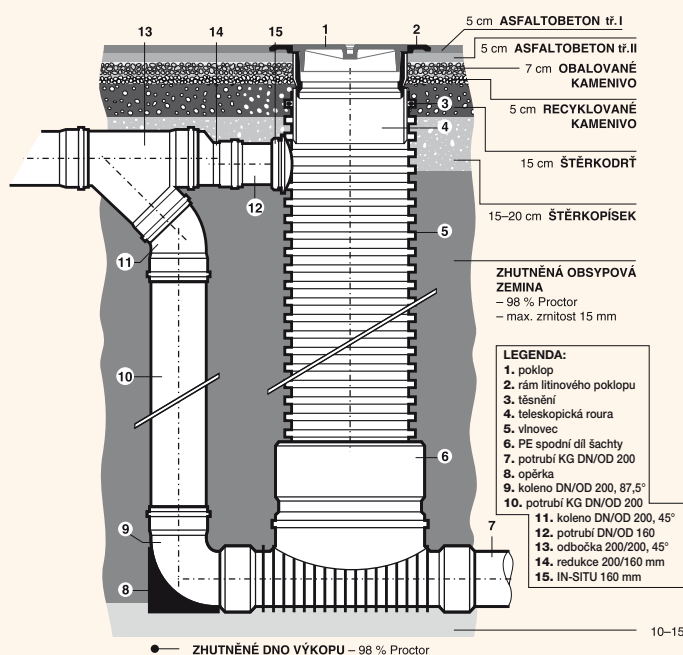 13 14 15 1 2
5 cm ASFALTOBETON tř. I
5 cm ASFALTOBETON tř. II
7 cm OBALOVANÉ
KAMENIVO
5 cm RECYKLOVANÉ
KAMENIVO
3
4
15 cm ŠTĚRKODRŤ
12
15–20 cm ŠTĚRKOPÍSEK
5
11
ZHUTNĚNÁ OBSYPOVÁ
ZEMINA
– 98 % Proctor
– max. zrnitost 15 mm
10
LEGENDA:
1. poklop
2. rám litinového poklopu
3. těsnění
4. teleskopická roura
5. vlnovec
6. PE spodní díl šachty
7. potrubí KG DN/OD 200
8. opěrka
9. koleno DN/OD 200, 87,5°
10. potrubí KG DN/OD 200
11. koleno DN/OD 200, 45°
12. potrubí DN/OD 160
13. odbočka 200/200, 45°
14. redukce 200/160 mm
15. IN-SITU 160 mm
6
9
7
8
10–15
ZHUTNĚNÉ DNO VÝKOPU – 98 % Proctor